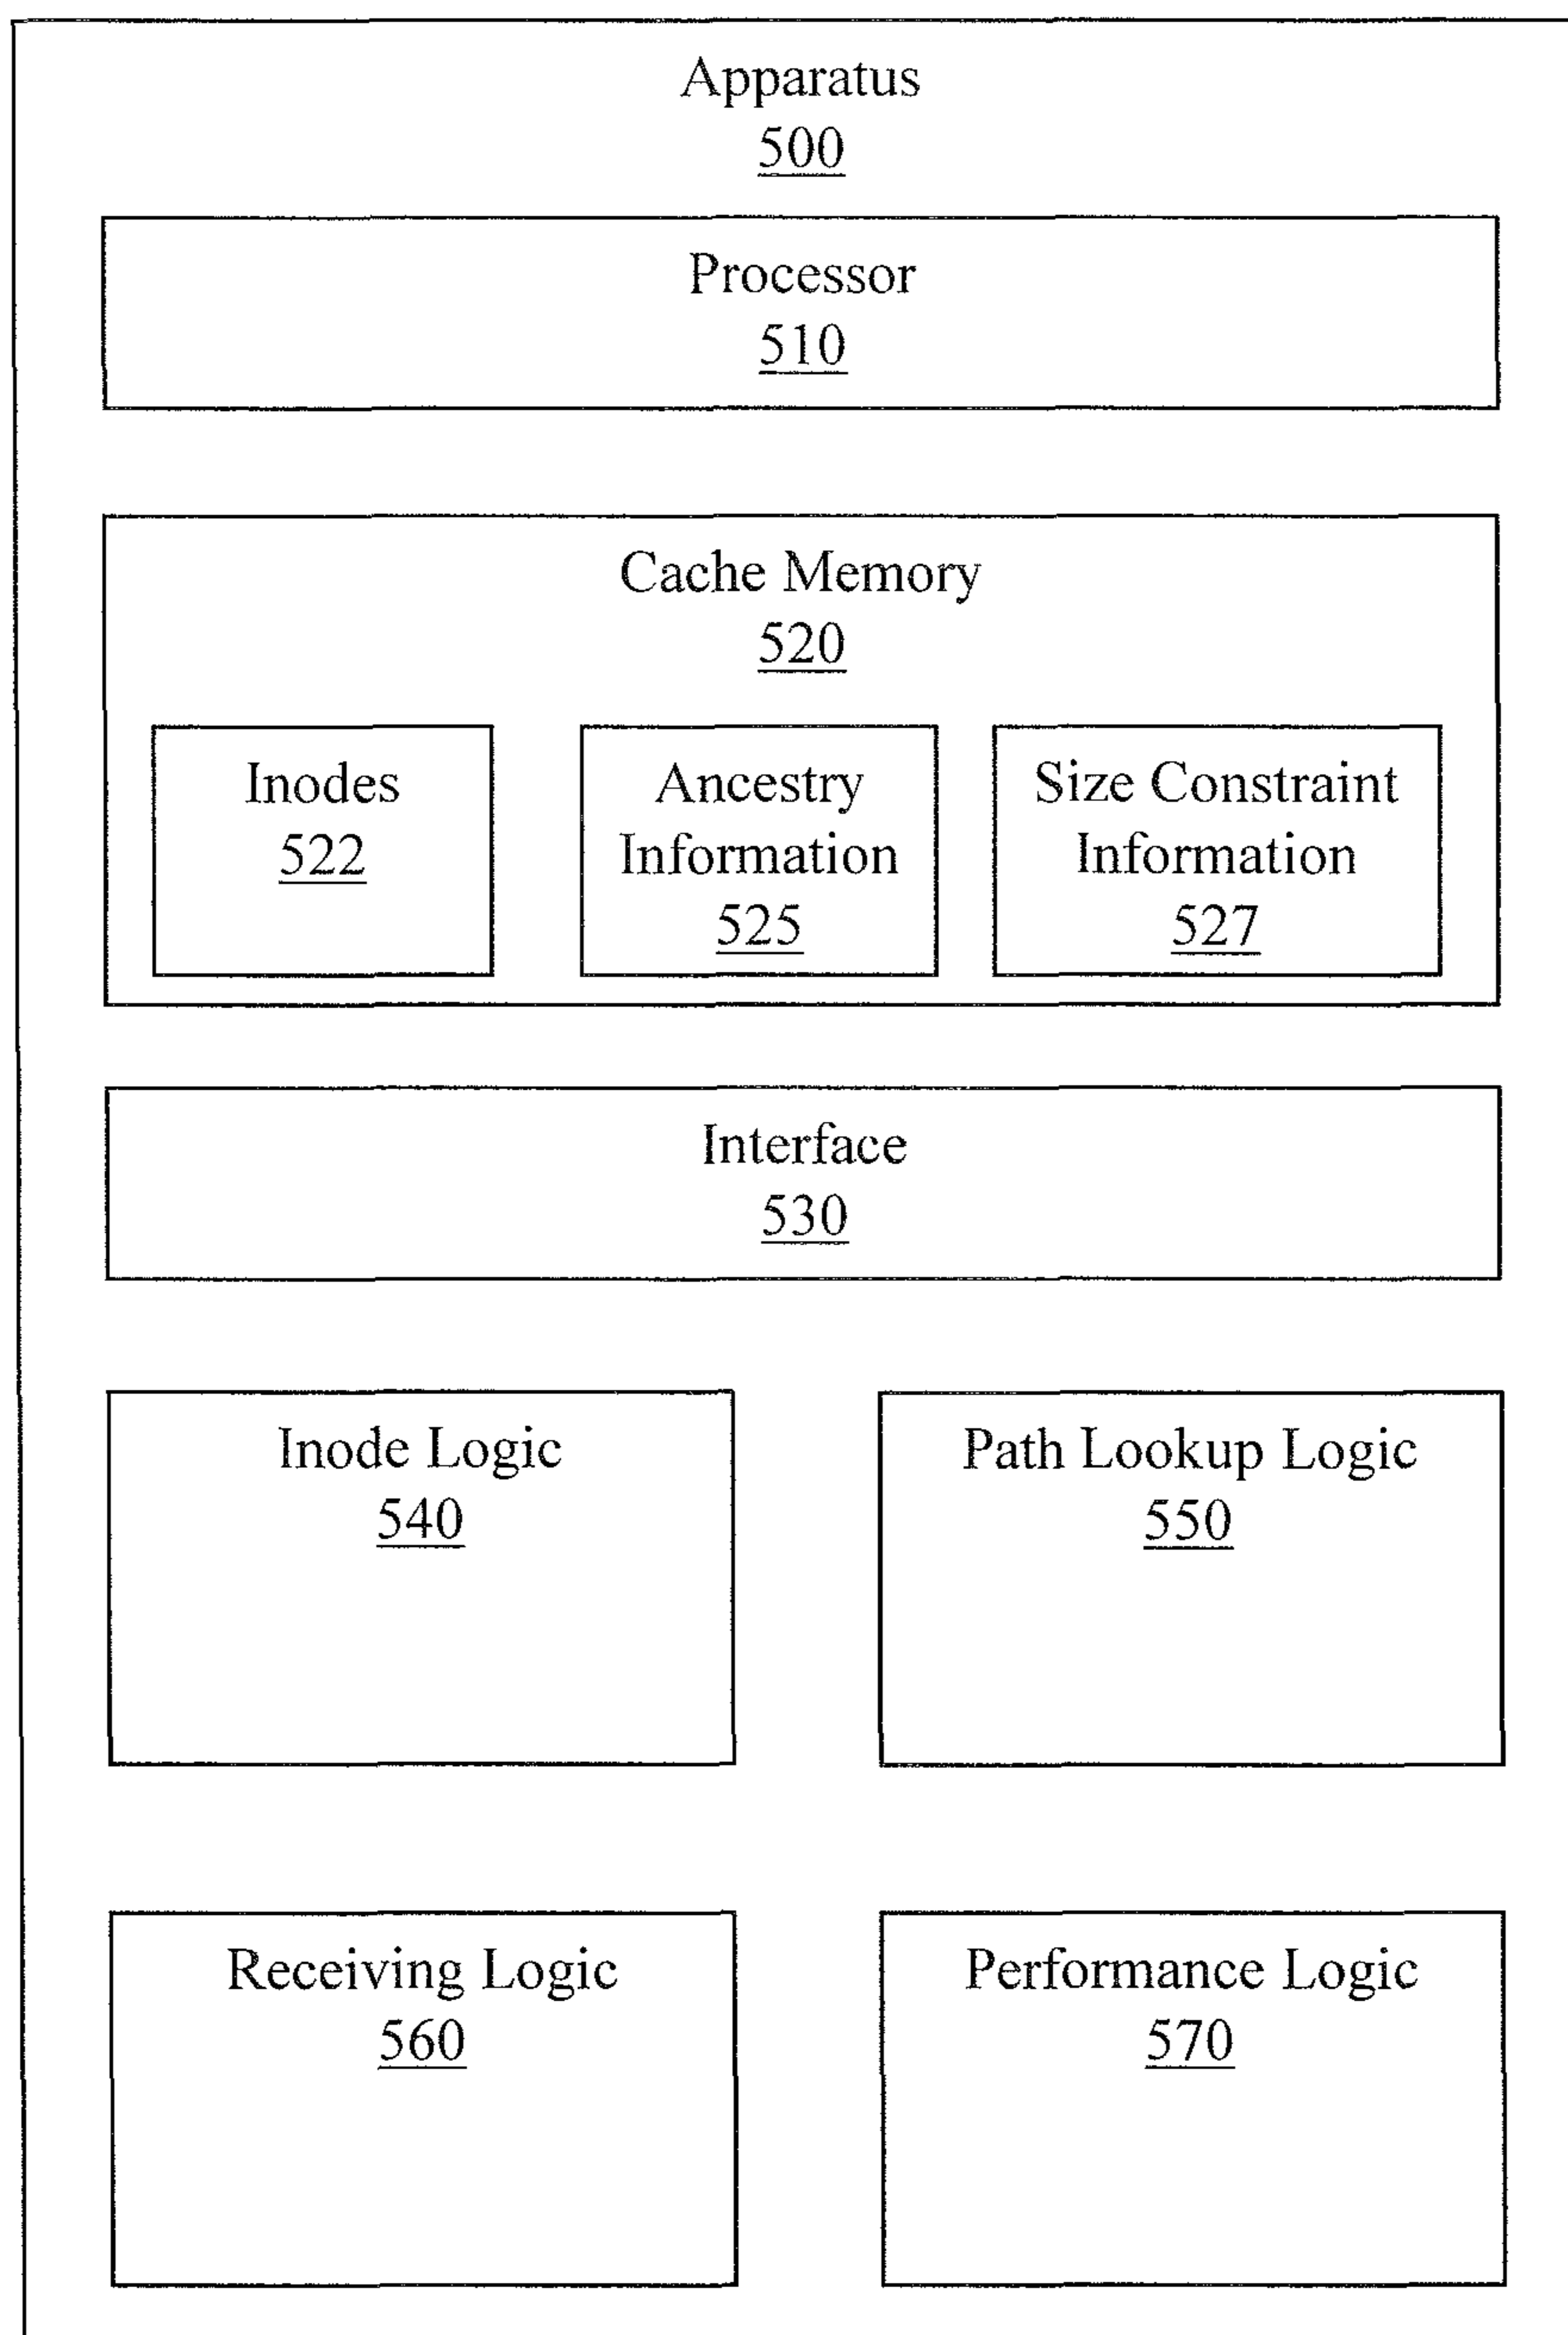 Apparatus
500
Processor
510
Cache Memory
520
Inodes
522
Ancestry
Information
525
Size Constraint
Information
527
Interface
530
Inode Logic
540
Path Lookup Logic
550
Receiving Logic
560
Performance Logic
570